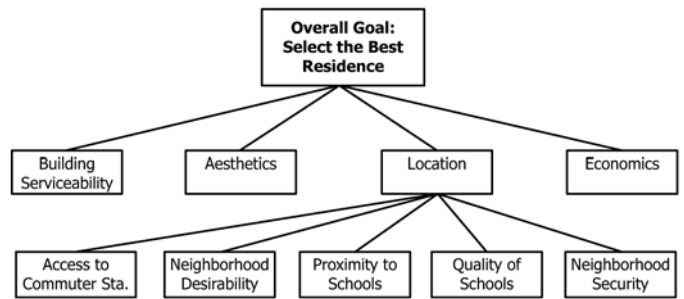 Overall Goal:
Select the Best
Residence
Building
Serviceability
Aesthetics
Location
Economics
Access to
Commuter Sta.
Neighborhood
Desirability
Proximity to
Schools
Quality of
Schools
Neighborhood
Security